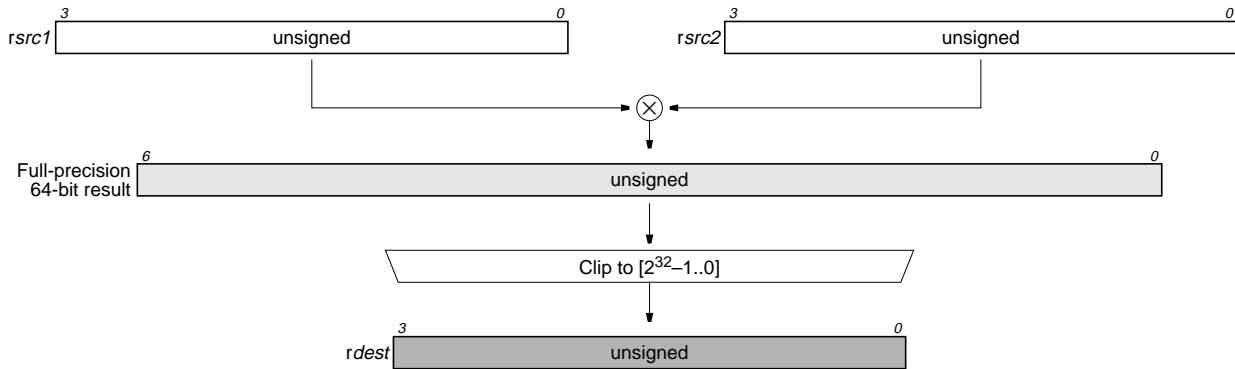 3 0 3 0
rsrc1 unsigned rsrc2 unsigned
6 0
Full-precision
64-bit result
unsigned
Clip to [2³²–1..0]
3 0
rdest unsigned